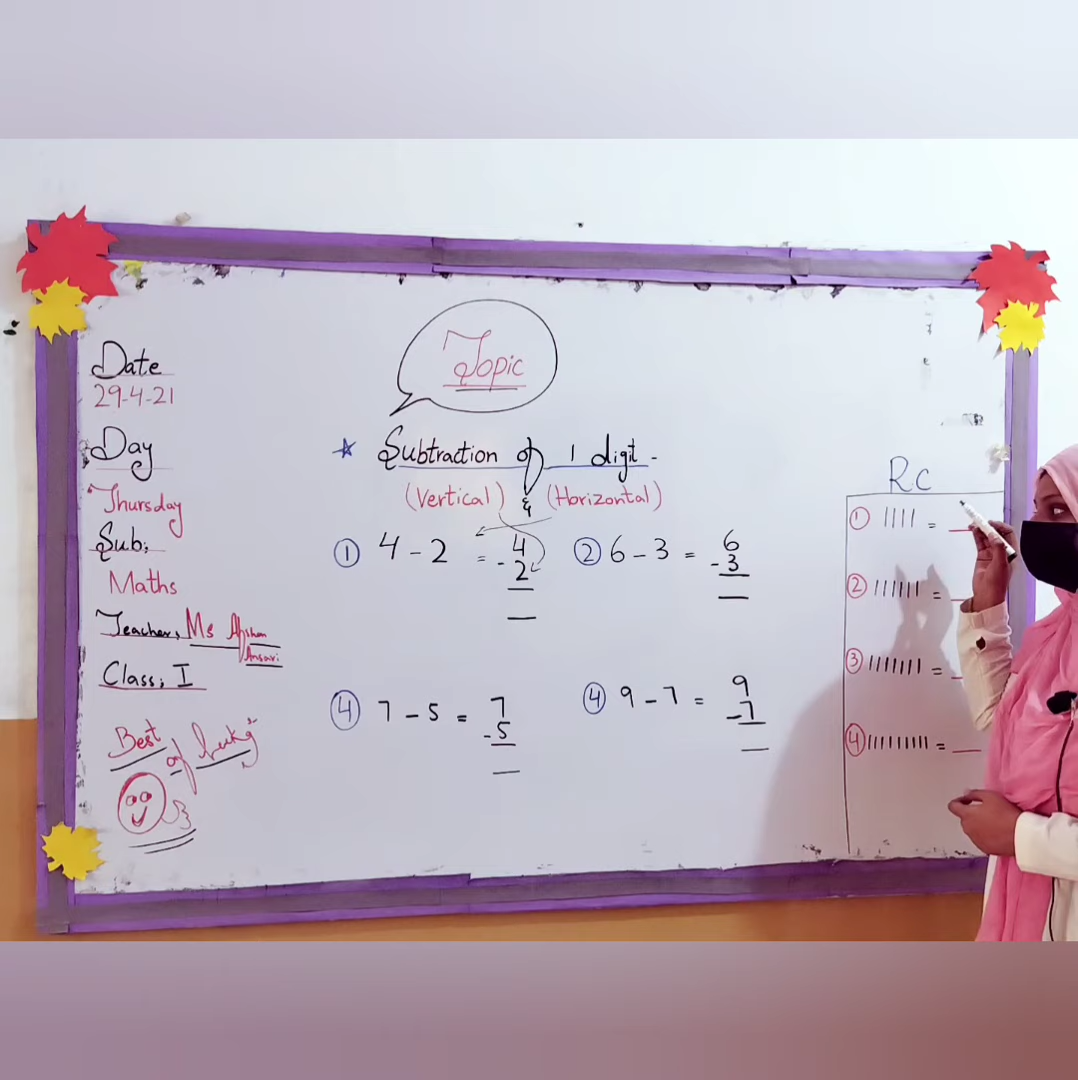 Date
29-4-21
Day
Thursday
Sub;
Maths
Teacher; Ms Afshan
Ansari
Class; I
Best
of Luck
Topic
Subtraction of 1 digit.
(Vertical) & (Horizontal)
① 4 - 2 = 4
- 2
② 6 - 3 = 6
- 3
④ 7 - 5 = 7
- 5
④ 9 - 7 = 9
- 7
RC
① |||| =
② |||||| =
③ |||||||| =
④ ||||||||| =